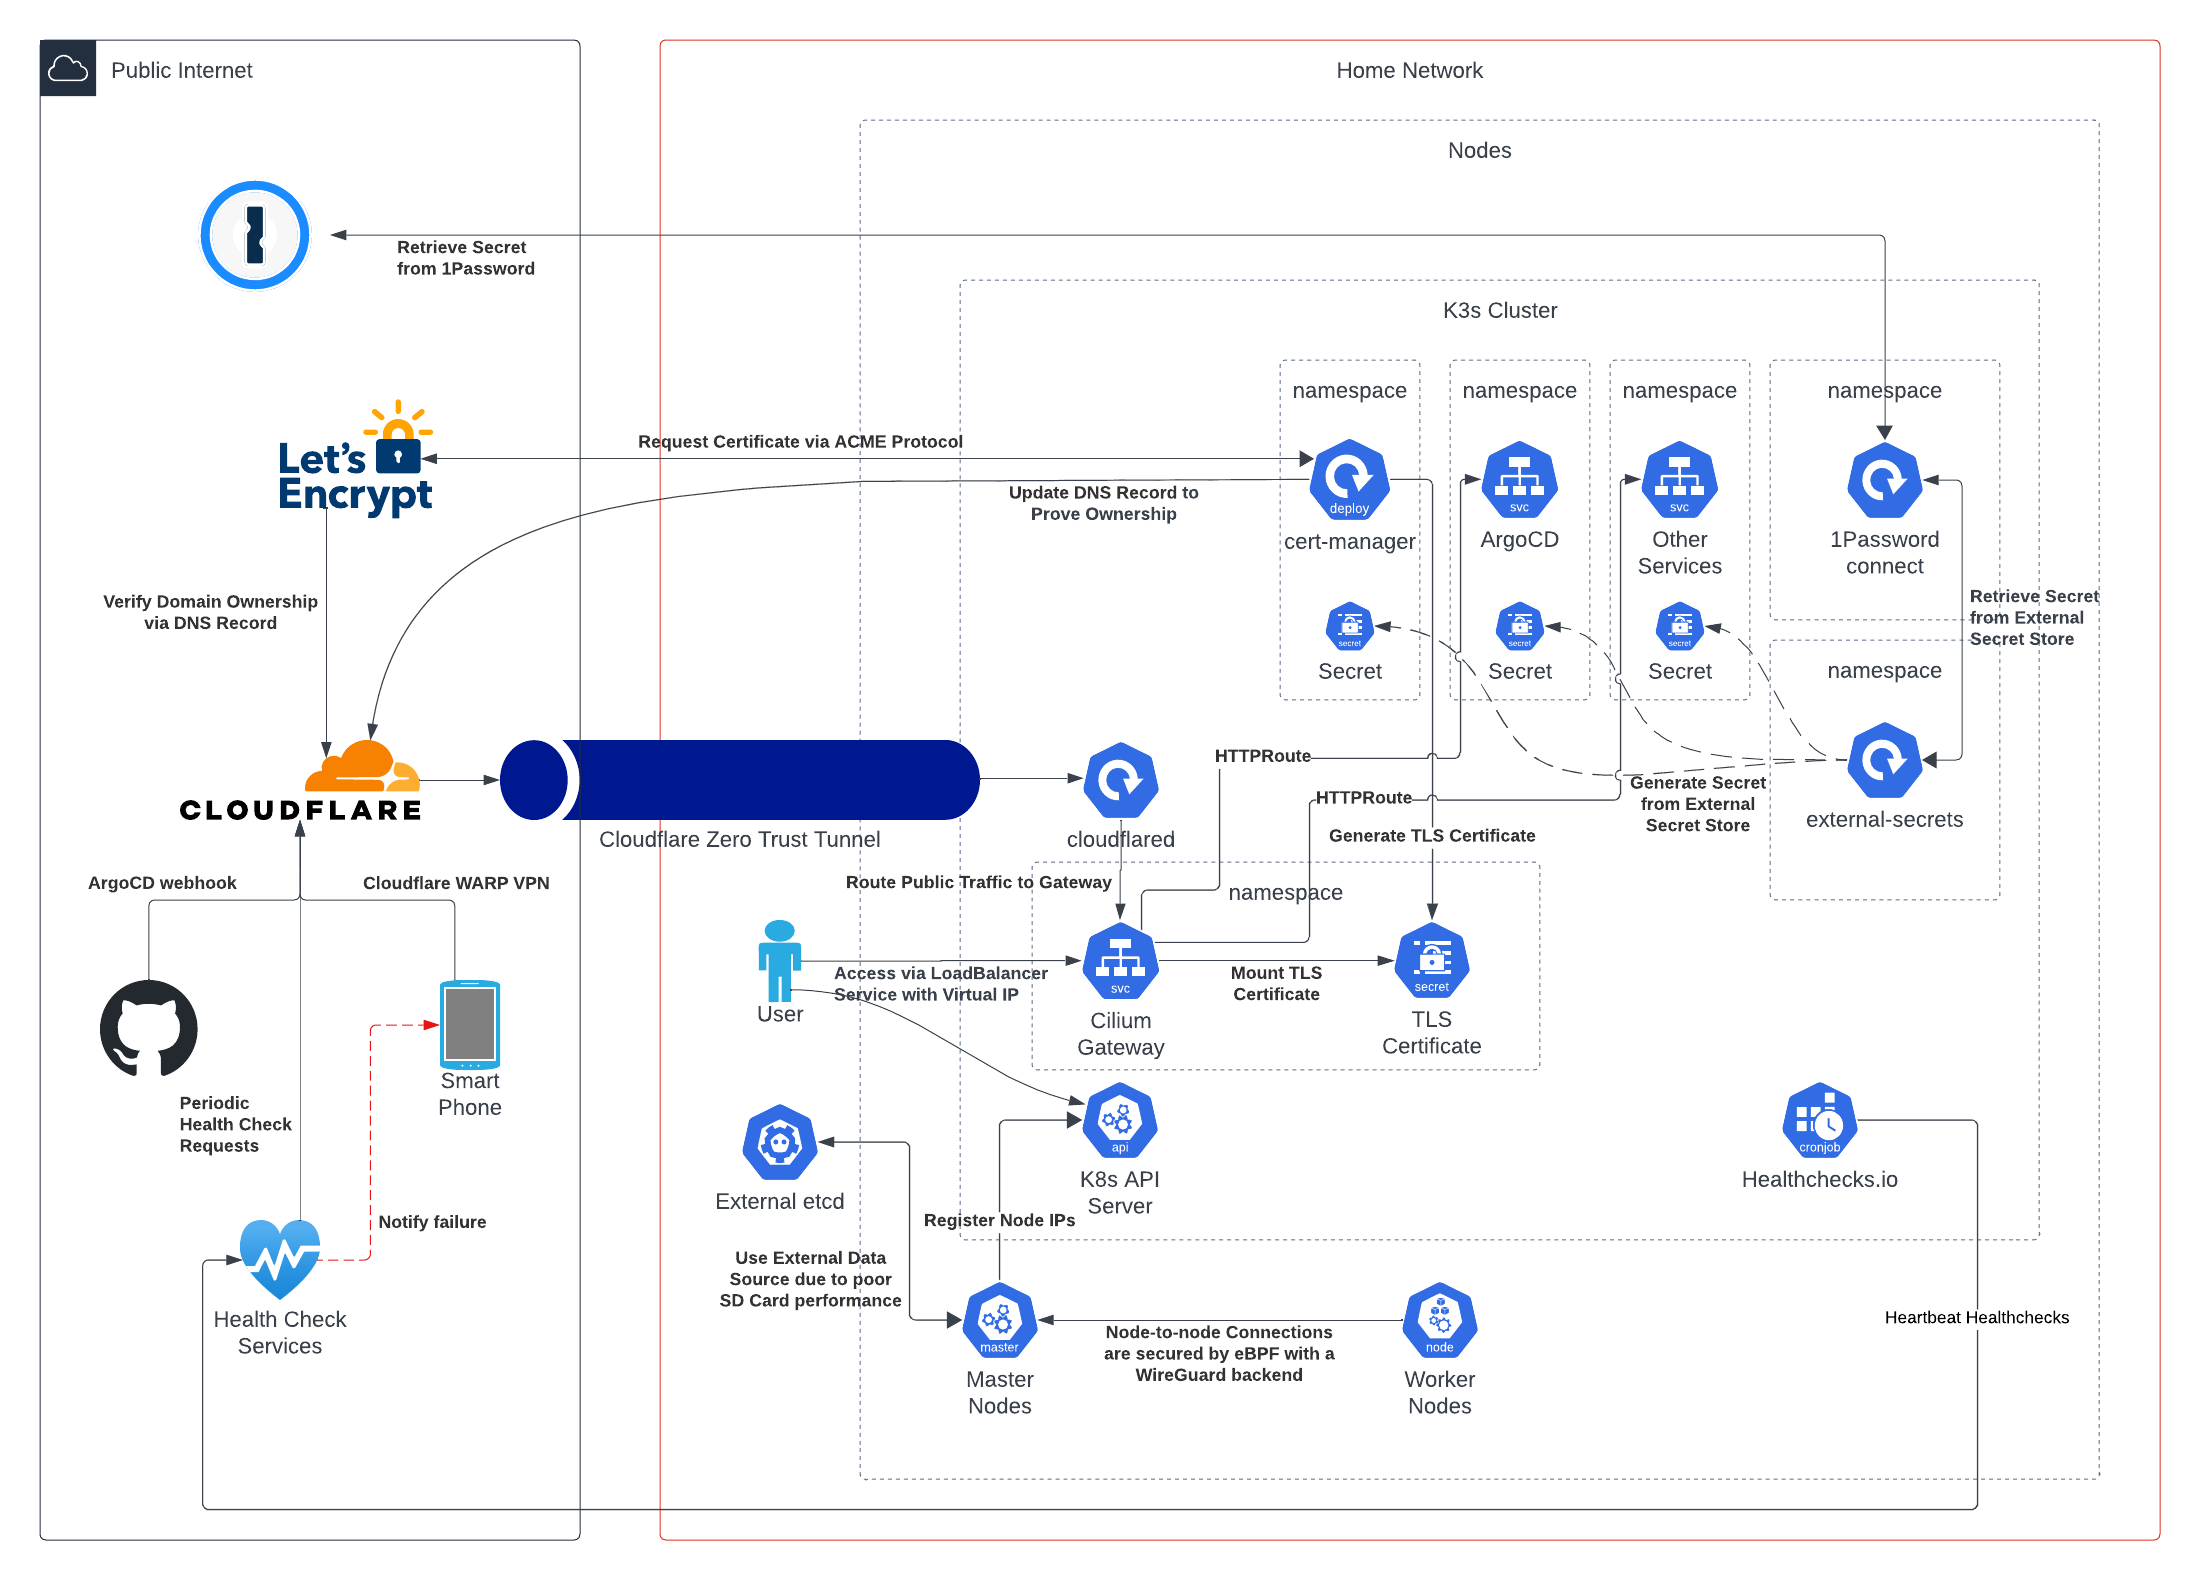 Public Internet
Home Network
Nodes
Retrieve Secret
from 1Password
K3s Cluster
namespace
namespace
namespace
namespace
Let's
Encrypt
Request Certificate via ACME Protocol
Update DNS Record to
Prove Ownership
deploy
cert-manager
svc
ArgoCD
svc
Other
Services
1Password
connect
Verify Domain Ownership
via DNS Record
secret
Secret
secret
Secret
secret
Secret
Retrieve Secret
from External
Secret Store
namespace
CLOUDFLARE
Cloudflare Zero Trust Tunnel
cloudflared
HTTPRoute
HTTPRoute
Generate TLS Certificate
Generate Secret
from External
Secret Store
external-secrets
ArgoCD webhook
Cloudflare WARP VPN
Route Public Traffic to Gateway
namespace
User
Access via LoadBalancer
Service with Virtual IP
svc
Cilium
Gateway
Mount TLS
Certificate
secret
TLS
Certificate
Smart
Phone
Periodic
Health Check
Requests
Notify failure
Health Check
Services
External etcd
api
K8s API
Server
cronjob
Healthchecks.io
Register Node IPs
Use External Data
Source due to poor
SD Card performance
master
Master
Nodes
Node-to-node Connections
are secured by eBPF with a
WireGuard backend
node
Worker
Nodes
Heartbeat Healthchecks